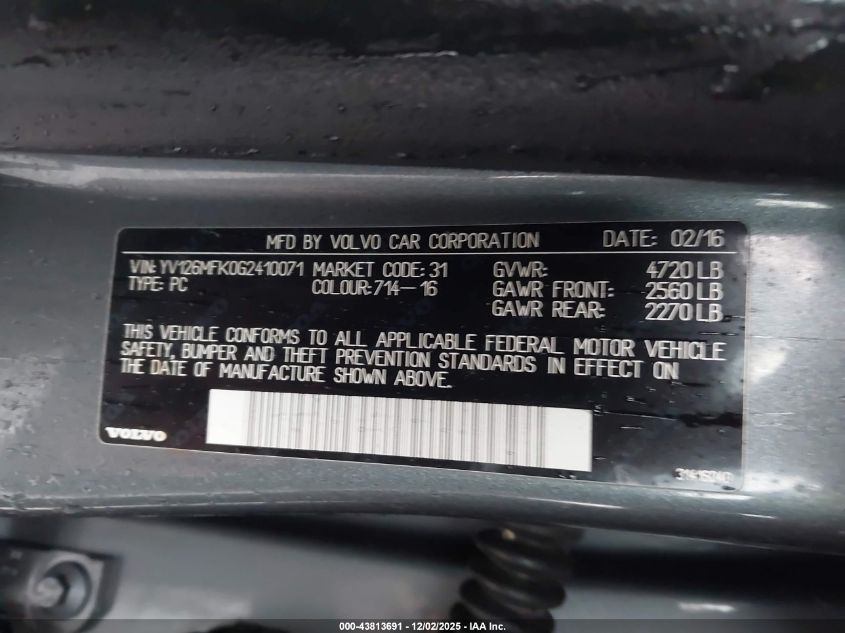 MFD BY VOLVO CAR CORPORATION DATE: 02/16
VIN: YV126MFK0G2410071 MARKET CODE: 31 GVWR: 4720 LB
TYPE: PC COLOUR: 714-16 GAWR FRONT: 2560 LB
GAWR REAR: 2270 LB
THIS VEHICLE CONFORMS TO ALL APPLICABLE FEDERAL MOTOR VEHICLE
SAFETY, BUMPER AND THEFT PREVENTION STANDARDS IN EFFECT ON
THE DATE OF MANUFACTURE SHOWN ABOVE.
VOLVO
000-43813691 - 12/02/2025 - IAA Inc.